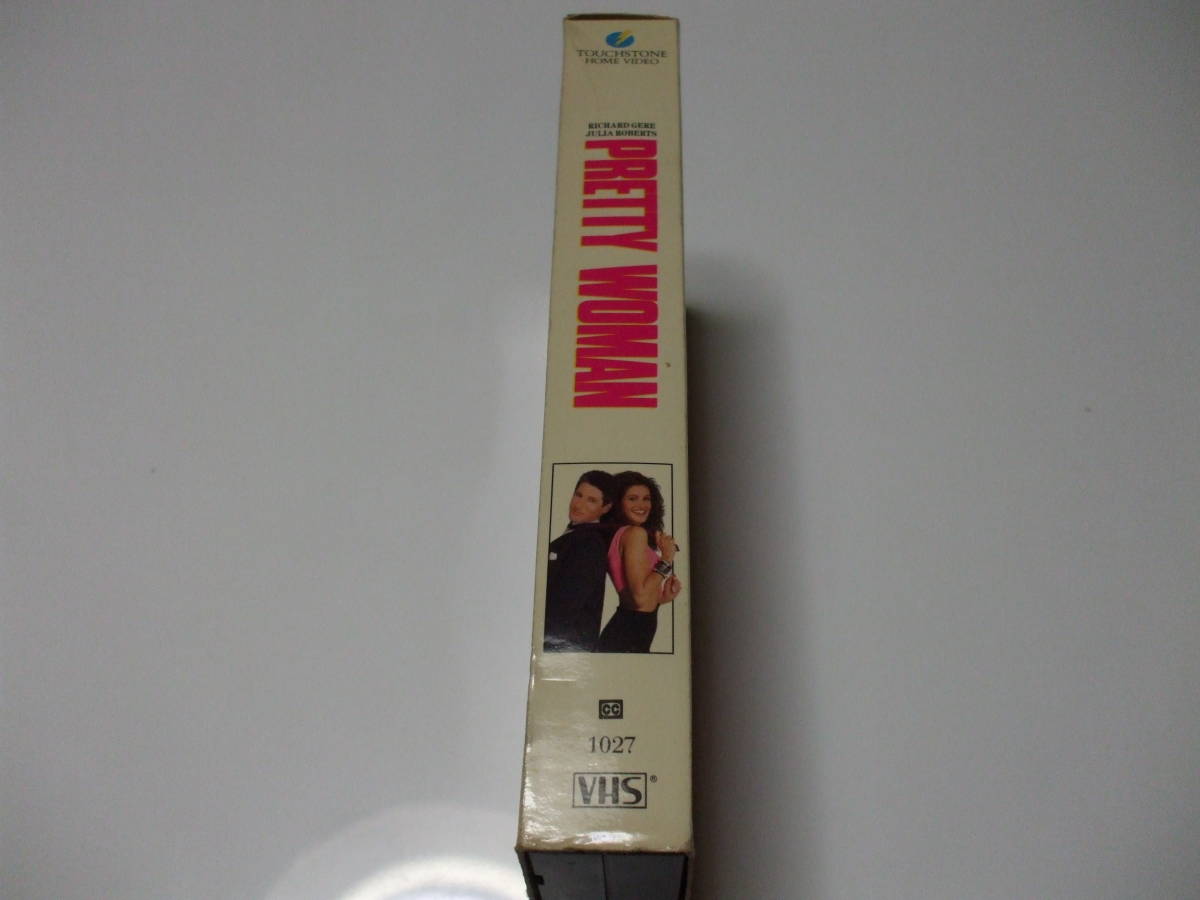 TOUCHSTONE
HOME VIDEO
RICHARD GERE
JULIA ROBERTS
PRETTY WOMAN
CC
1027
VHS®